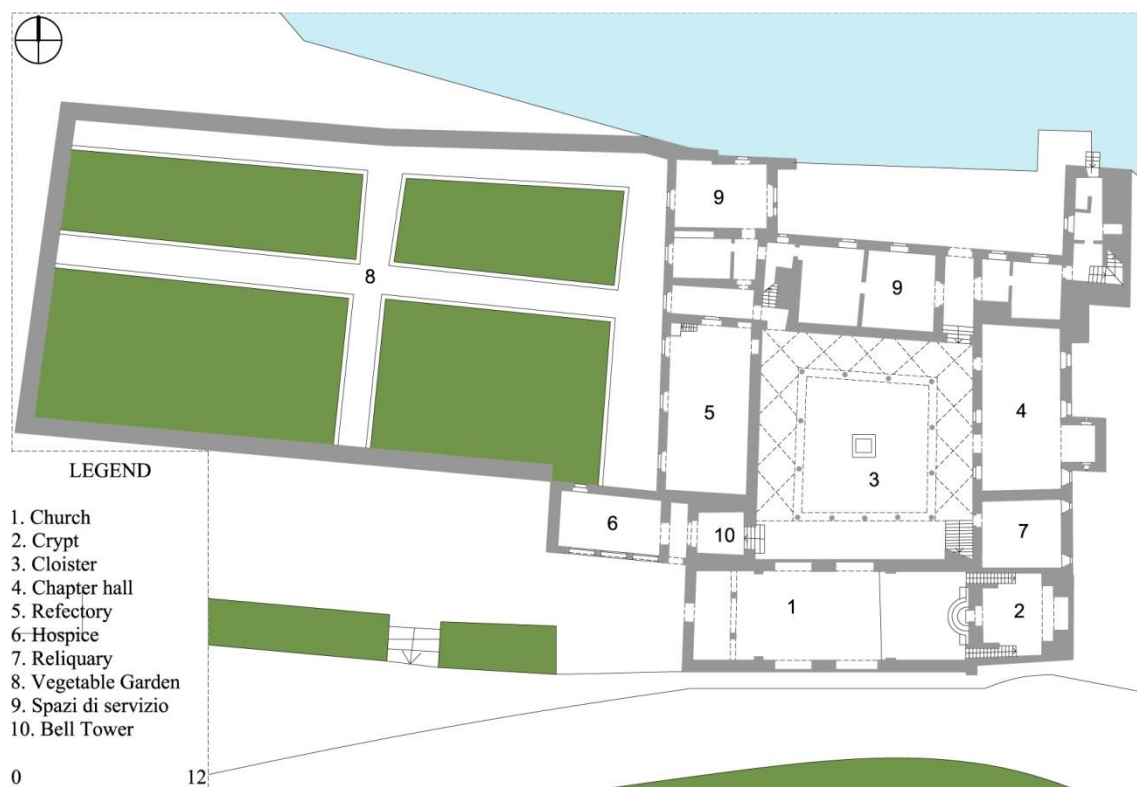 9
8
9
5
4
3
6
10
7
1
2
LEGEND
1. Church
2. Crypt
3. Cloister
4. Chapter hall
5. Refectory
6. Hospice
7. Reliquary
8. Vegetable Garden
9. Spazi di servizio
10. Bell Tower
0 12